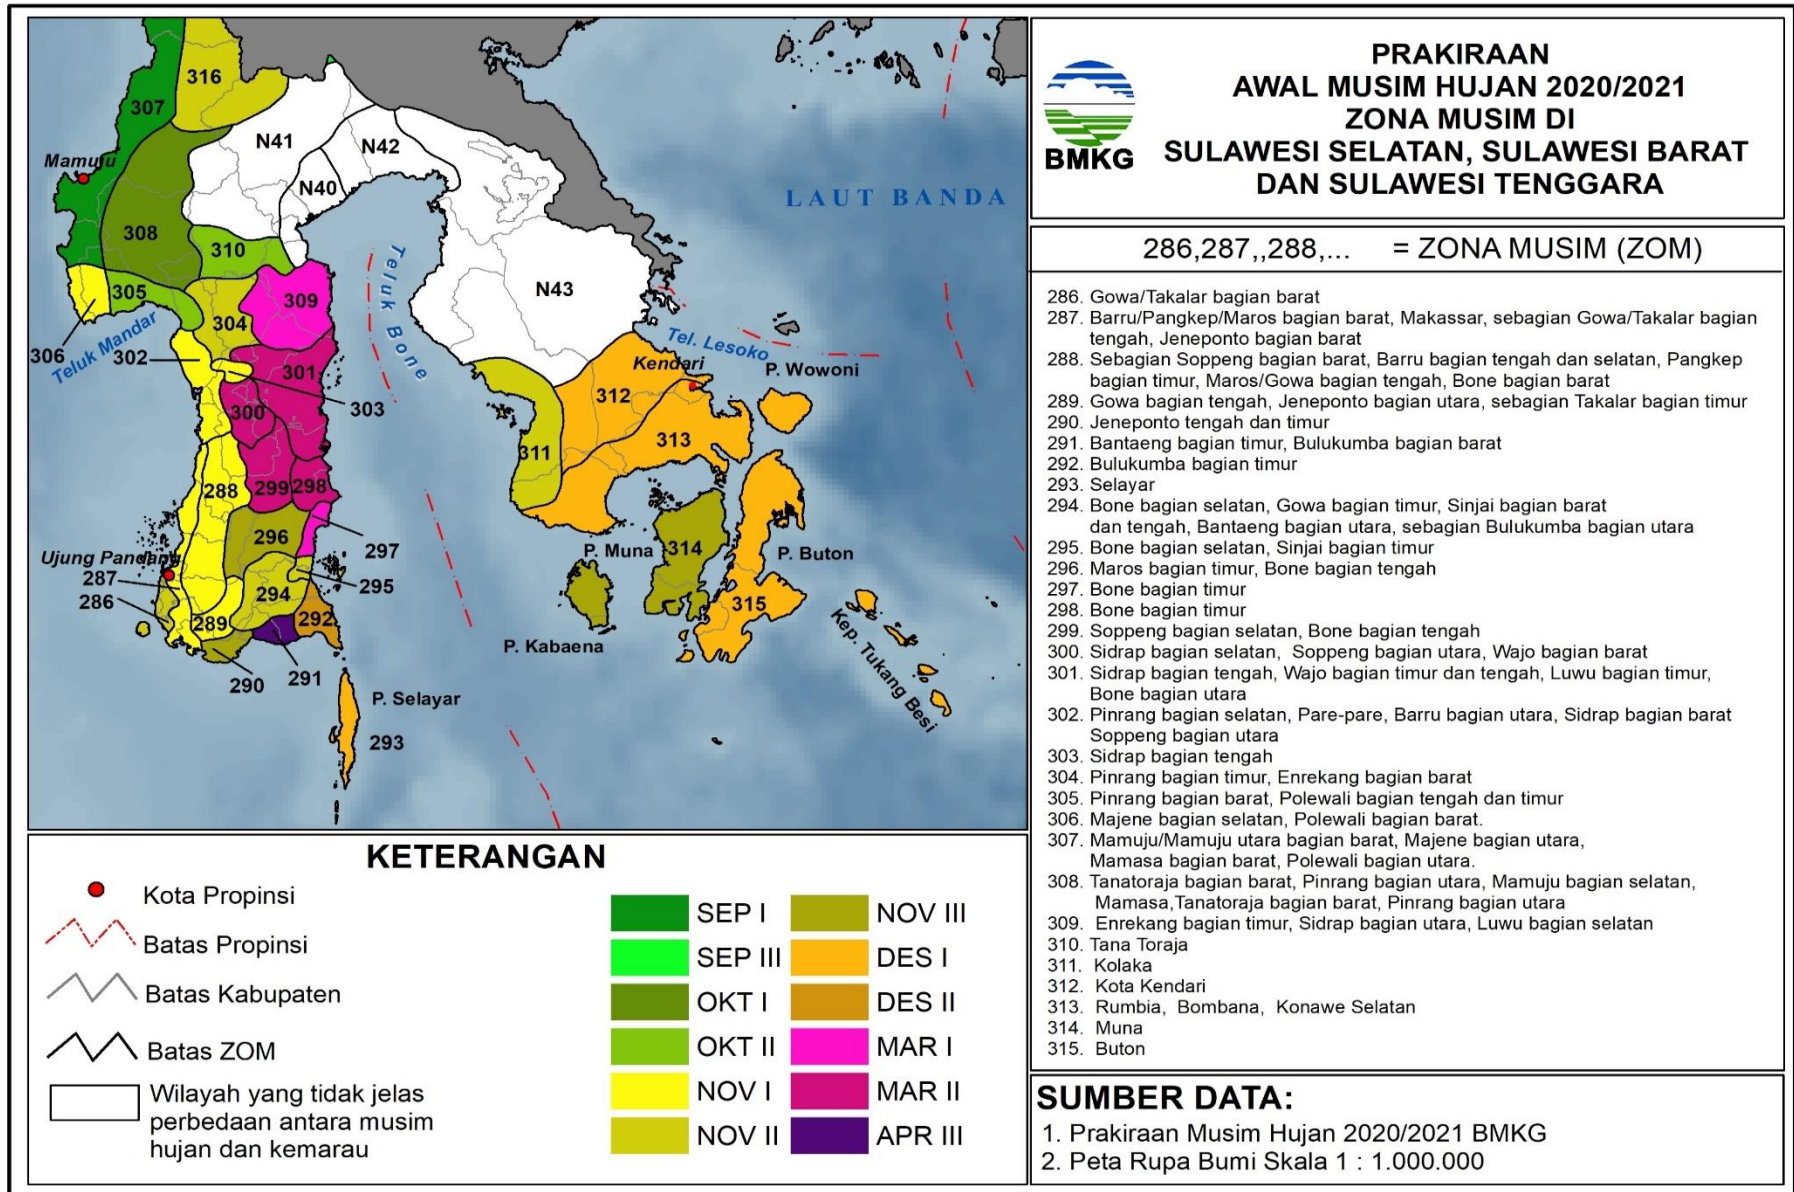 PRAKIRAAN
AWAL MUSIM HUJAN 2020/2021
ZONA MUSIM DI
SULAWESI SELATAN, SULAWESI BARAT
DAN SULAWESI TENGGARA
BMKG
286,287,,288,... = ZONA MUSIM (ZOM)
286. Gowa/Takalar bagian barat
287. Barru/Pangkep/Maros bagian barat, Makassar, sebagian Gowa/Takalar bagian
tengah, Jeneponto bagian barat
288. Sebagian Soppeng bagian barat, Barru bagian tengah dan selatan, Pangkep
bagian timur, Maros/Gowa bagian tengah, Bone bagian barat
289. Gowa bagian tengah, Jeneponto bagian utara, sebagian Takalar bagian timur
290. Jeneponto tengah dan timur
291. Bantaeng bagian timur, Bulukumba bagian barat
292. Bulukumba bagian timur
293. Selayar
294. Bone bagian selatan, Gowa bagian timur, Sinjai bagian barat
dan tengah, Bantaeng bagian utara, sebagian Bulukumba bagian utara
295. Bone bagian selatan, Sinjai bagian timur
296. Maros bagian timur, Bone bagian tengah
297. Bone bagian timur
298. Bone bagian timur
299. Soppeng bagian selatan, Bone bagian tengah
300. Sidrap bagian selatan, Soppeng bagian utara, Wajo bagian barat
301. Sidrap bagian tengah, Wajo bagian timur dan tengah, Luwu bagian timur,
Bone bagian utara
302. Pinrang bagian selatan, Pare-pare, Barru bagian utara, Sidrap bagian barat
Soppeng bagian utara
303. Sidrap bagian tengah
304. Pinrang bagian timur, Enrekang bagian barat
305. Pinrang bagian barat, Polewali bagian tengah dan timur
306. Majene bagian selatan, Polewali bagian barat.
307. Mamuju/Mamuju utara bagian barat, Majene bagian utara,
Mamasa bagian barat, Polewali bagian utara.
308. Tanatoraja bagian barat, Pinrang bagian utara, Mamuju bagian selatan,
Mamasa,Tanatoraja bagian barat, Pinrang bagian utara
309. Enrekang bagian timur, Sidrap bagian utara, Luwu bagian selatan
310. Tana Toraja
311. Kolaka
312. Kota Kendari
313. Rumbia, Bombana, Konawe Selatan
314. Muna
315. Buton
SUMBER DATA:
1. Prakiraan Musim Hujan 2020/2021 BMKG
2. Peta Rupa Bumi Skala 1 : 1.000.000
316
307
N41
N42
Mamuju
N40
LAUT BANDA
308
310
Teluk Bone
305
309
N43
304
306
302
Teluk Mandar
301
Tel. Lesoko
Kendari
P. Wowoni
303
300
312
313
311
288
299
298
296
297
P. Muna
314
P. Buton
Ujung Pandang
287
286
295
294
289
292
315
290
291
P. Kabaena
Kep. Tukang Besi
P. Selayar
293
KETERANGAN
Kota Propinsi
Batas Propinsi
Batas Kabupaten
Batas ZOM
Wilayah yang tidak jelas
perbedaan antara musim
hujan dan kemarau
SEP I
SEP III
OKT I
OKT II
NOV I
NOV II
NOV III
DES I
DES II
MAR I
MAR II
APR III